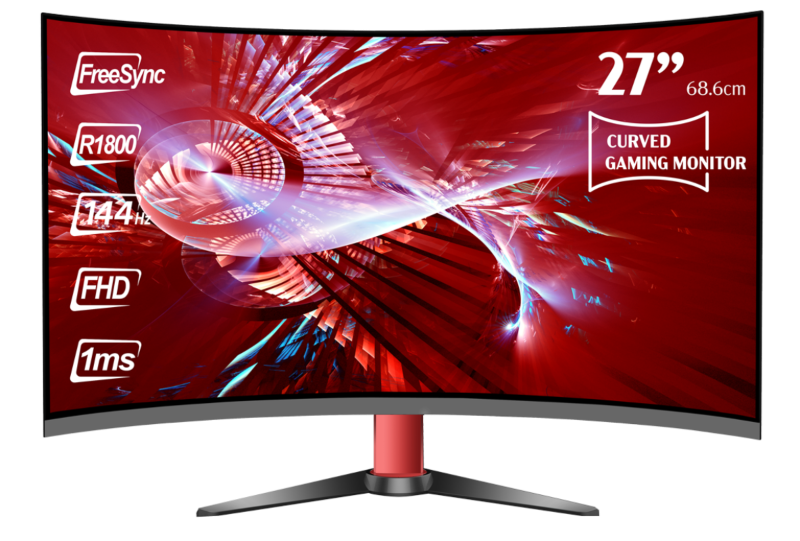 FreeSync
R1800
144Hz
FHD
1ms
27”
68.6cm
CURVED
GAMING MONITOR